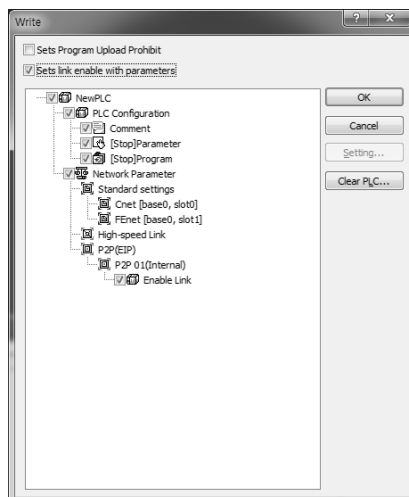 Write
Sets Program Upload Prohibit
Sets link enable with parameters
NewPLC
PLC Configuration
Comment
[Stop]Parameter
[Stop]Program
Network Parameter
Standard settings
Cnet [base0, slot0]
FEnet [base0, slot1]
High-speed Link
P2P(EIP)
P2P 01(Internal)
Enable Link
OK
Cancel
Setting...
Clear PLC...